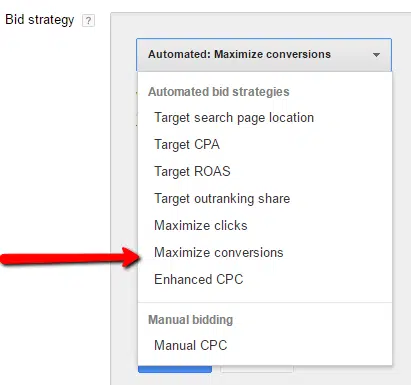 Bid strategy ?
Automated: Maximize conversions
Automated bid strategies
Target search page location
Target CPA
Target ROAS
Target outranking share
Maximize clicks
Maximize conversions
Enhanced CPC
Manual bidding
Manual CPC